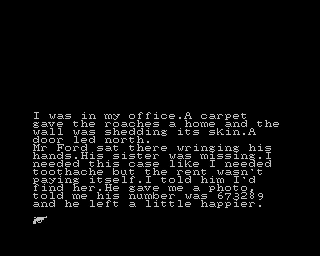 I was in my office.A carpet
gave the roaches a home and the
wall was shedding its skin.A
door led north.
Mr Ford sat there wringing his
hands.His sister was missing.I
needed this case like I needed
toothache but the rent wasn't
paying itself.I told him I'd
find her.He gave me a photo,
told me his number was 673289
and he left a little happier.